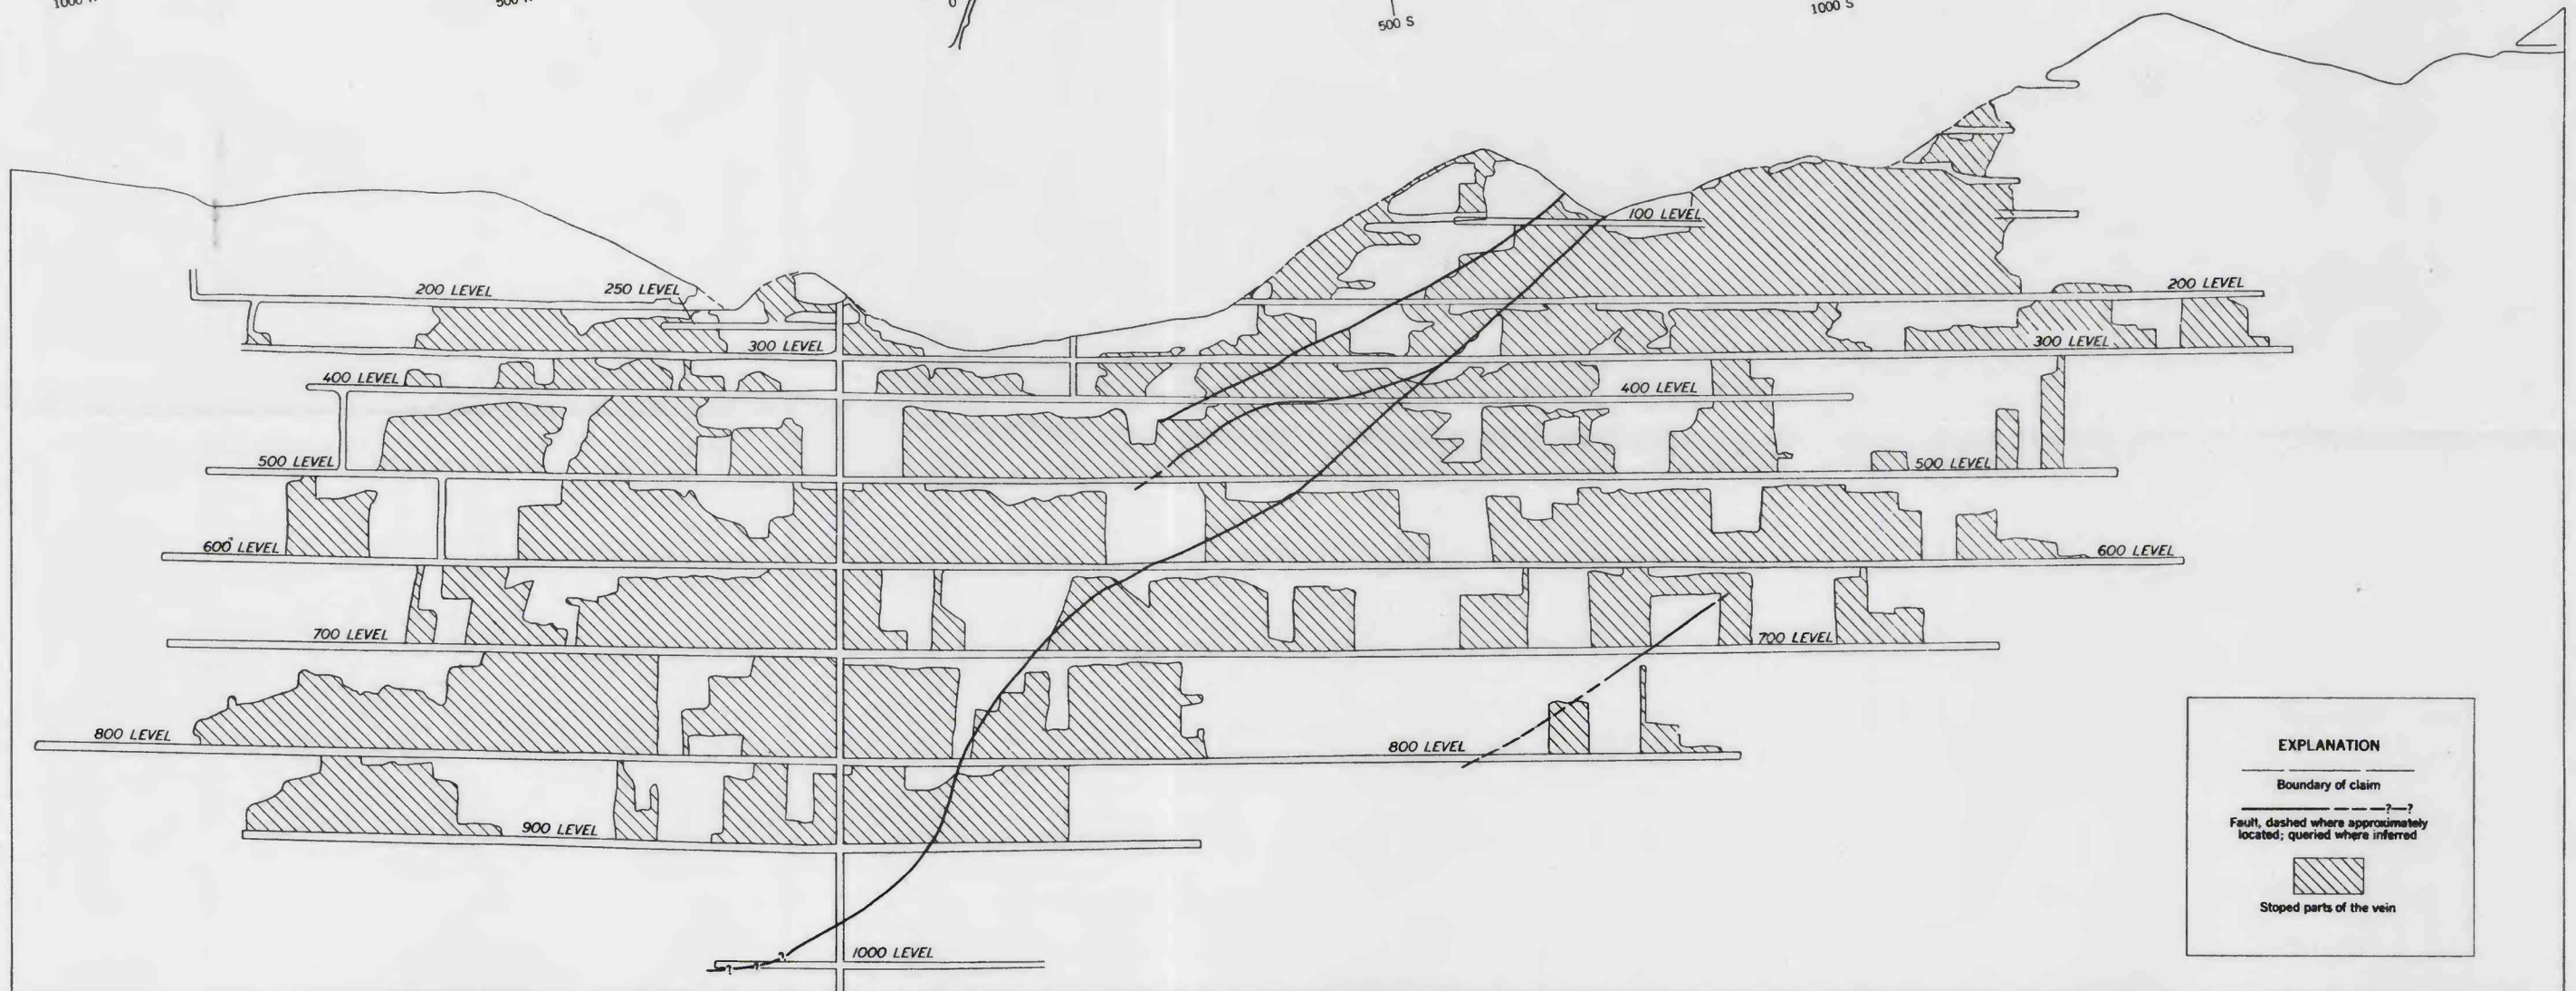 0
500 S
1000 S
100 LEVEL
200 LEVEL
250 LEVEL
200 LEVEL
300 LEVEL
300 LEVEL
400 LEVEL
400 LEVEL
500 LEVEL
500 LEVEL
600 LEVEL
600 LEVEL
700 LEVEL
700 LEVEL
800 LEVEL
800 LEVEL
900 LEVEL
1000 LEVEL
? ? ?
EXPLANATION
Boundary of claim
?—?
Fault, dashed where approximately
located; queried where inferred
Stoped parts of the vein